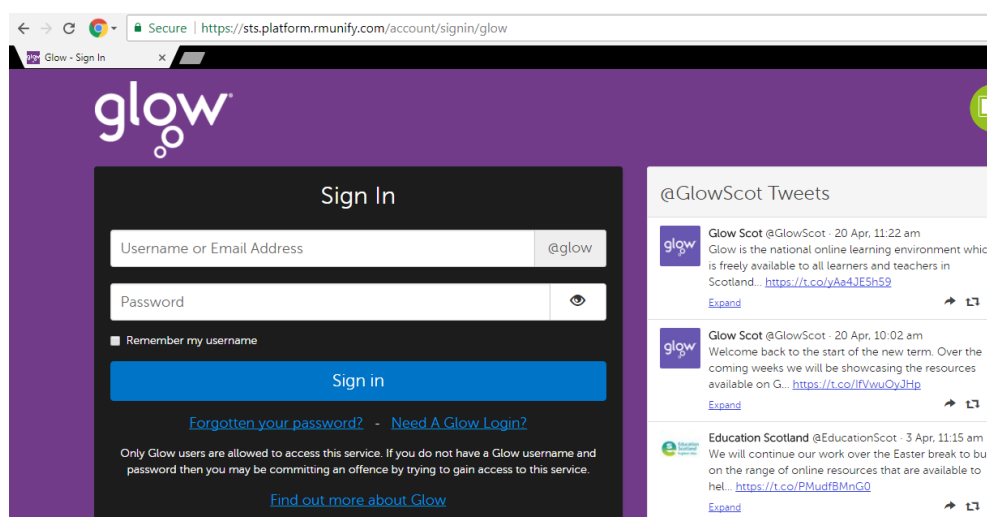 Secure | https://sts.platform.rmunify.com/account/signin/glow
Glow - Sign In
glow
Sign In
Username or Email Address
@glow
Password
Remember my username
Sign in
Forgotten your password? - Need A Glow Login?
Only Glow users are allowed to access this service. If you do not have a Glow username and
password then you may be committing an offence by trying to gain access to this service.
Find out more about Glow
@GlowScot Tweets
glow
Glow Scot @GlowScot · 20 Apr, 11:22 am
Glow is the national online learning environment whic
is freely available to all learners and teachers in
Scotland... https://t.co/yAa4JE5h59
Expand
glow
Glow Scot @GlowScot · 20 Apr, 10:02 am
Welcome back to the start of the new term. Over the
coming weeks we will be showcasing the resources
available on G... https://t.co/IfVwuOyJHp
Expand
Education Scotland @EducationScot · 3 Apr, 11:15 am
We will continue our work over the Easter break to bu
on the range of online resources that are available to
hel... https://t.co/PMudfBMnG0
Expand